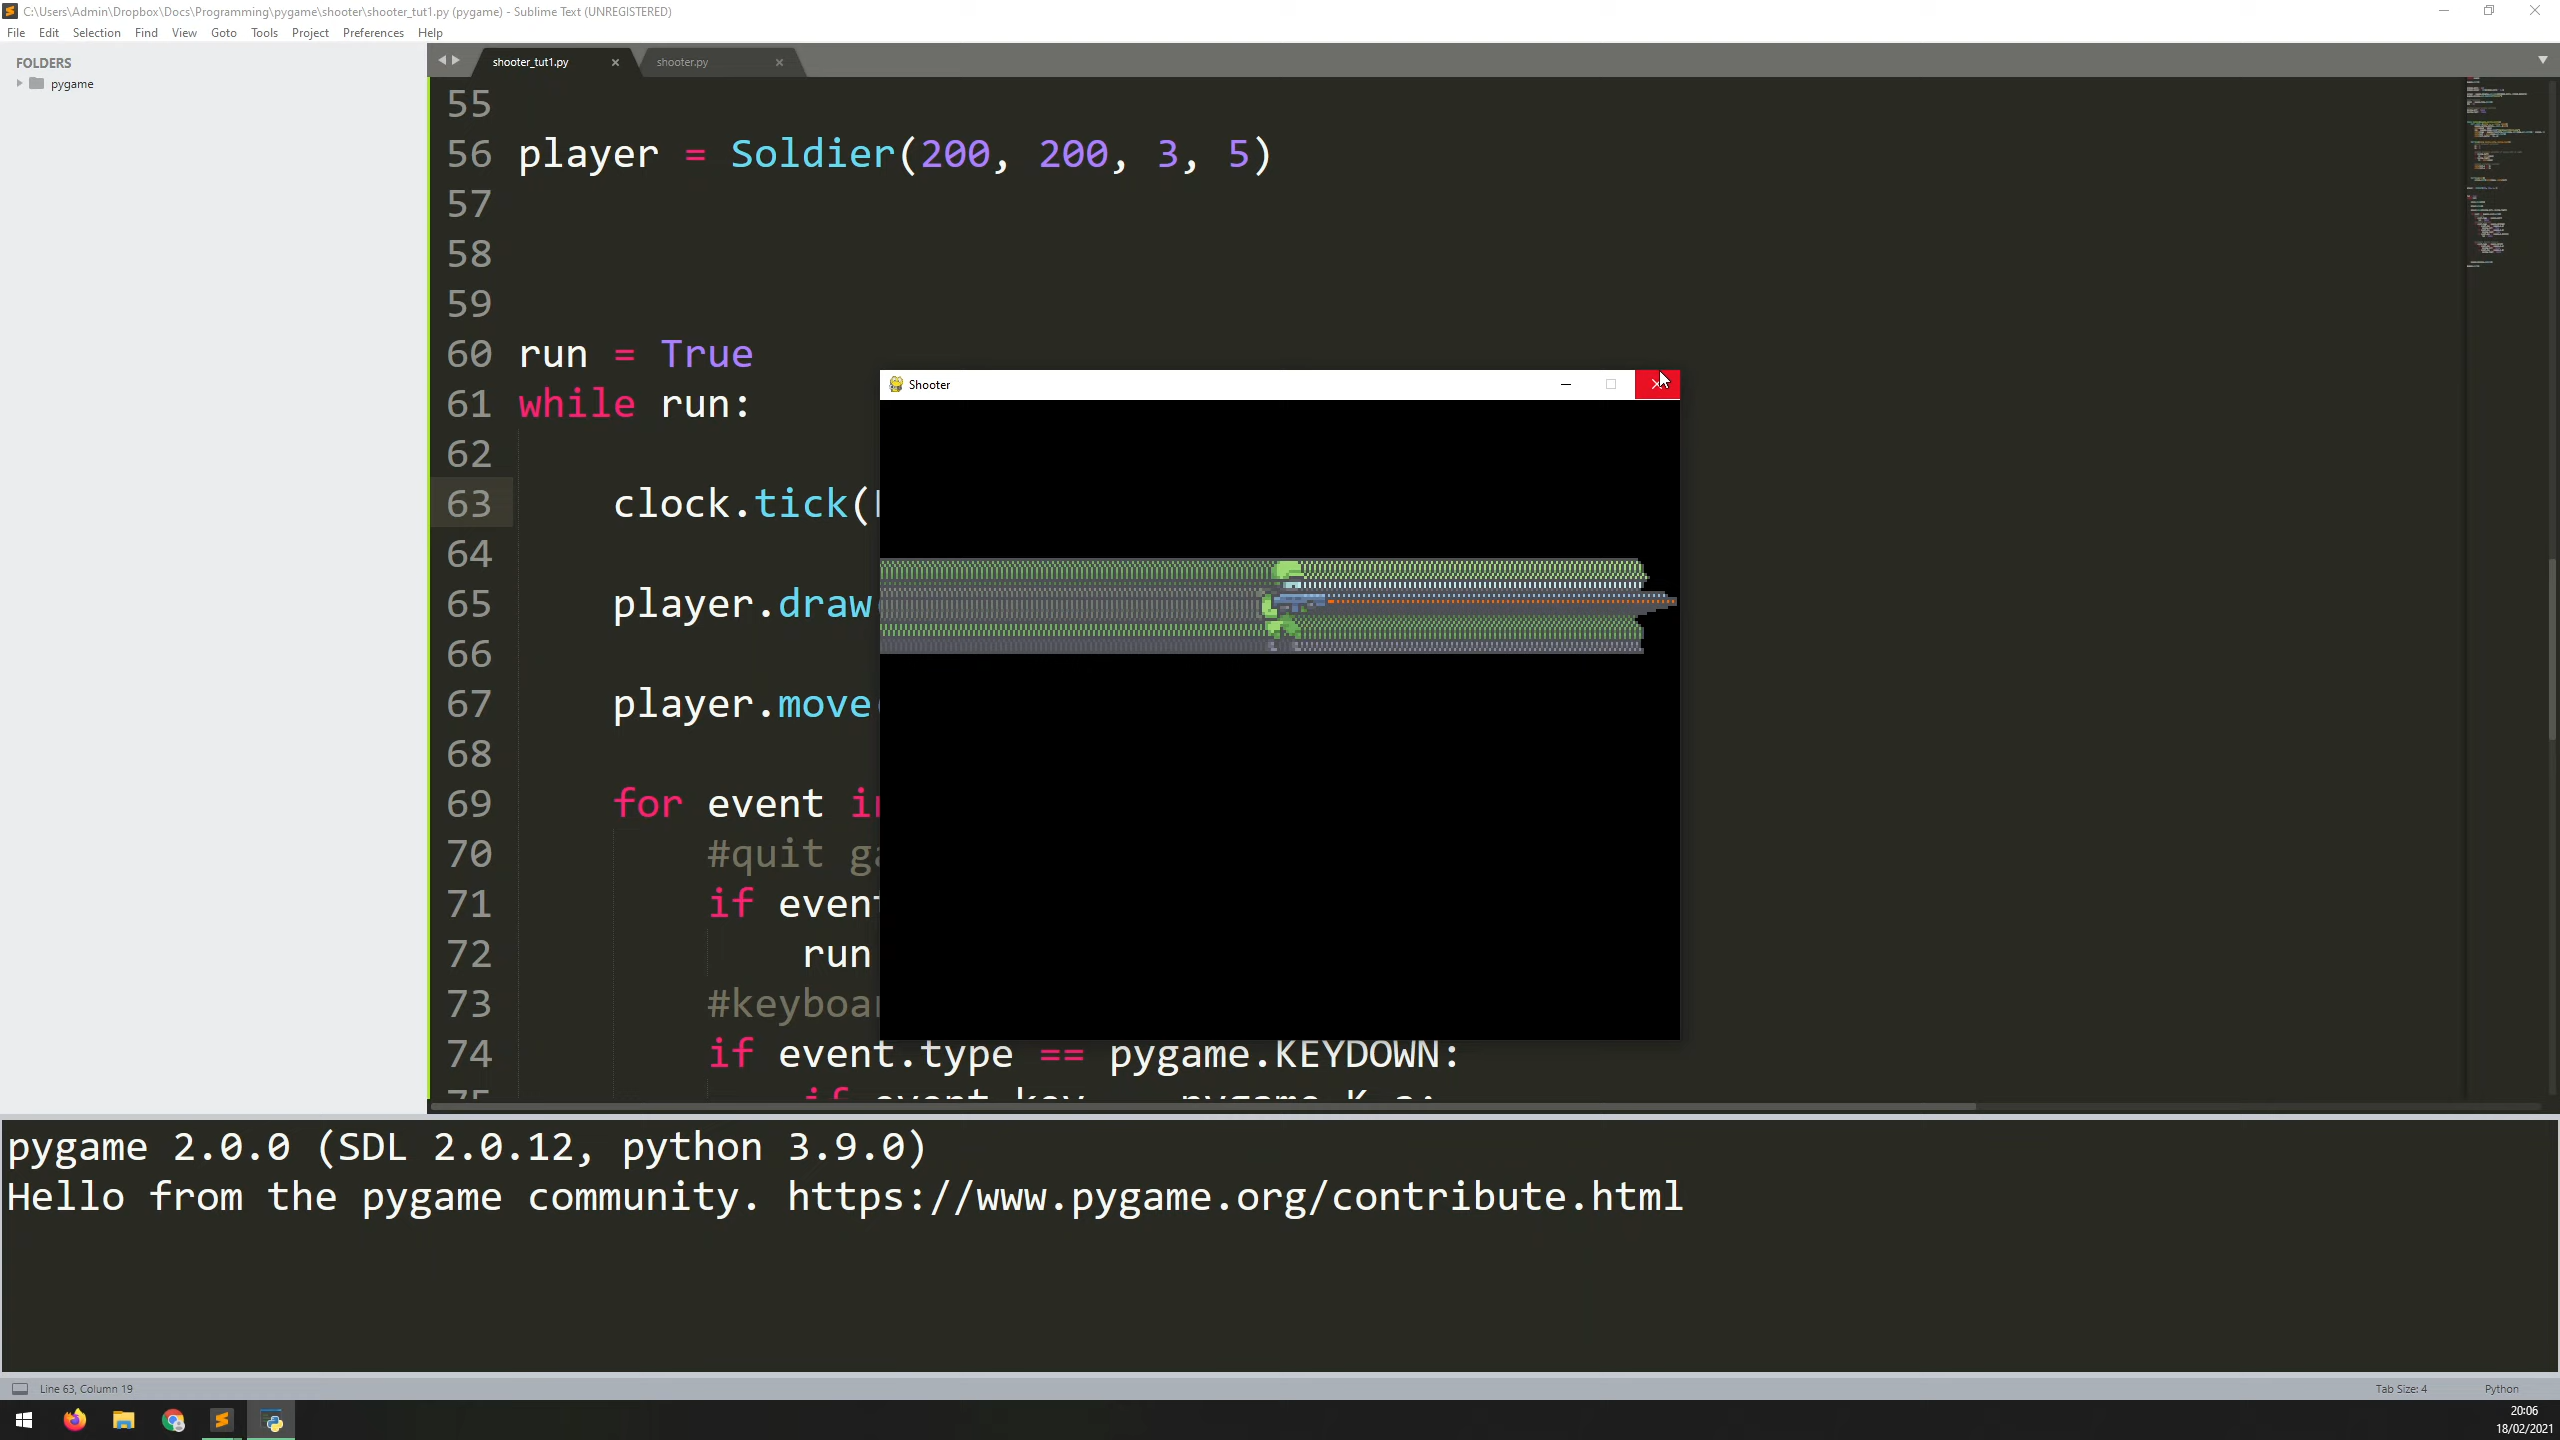 C:\Users\Admin\Dropbox\Docs\Programming\pygame\shooter\shooter_tut1.py (pygame) - Sublime Text (UNREGISTERED)
File Edit Selection Find View Goto Tools Project Preferences Help
FOLDERS
pygame
shooter_tut1.py
shooter.py
55
56 player = Soldier(200, 200, 3, 5)
57
58
59
60 run = True
61 while run:
62
63 clock.tick(
64
65 player.draw
66
67 player.move
68
69 for event in
70 #quit ga
71 if event
72 run
73 #keyboar
74 if event.type == pygame.KEYDOWN:
Shooter
pygame 2.0.0 (SDL 2.0.12, python 3.9.0)
Hello from the pygame community. https://www.pygame.org/contribute.html
Line 63, Column 19
Tab Size: 4
Python
20:06
18/02/2021